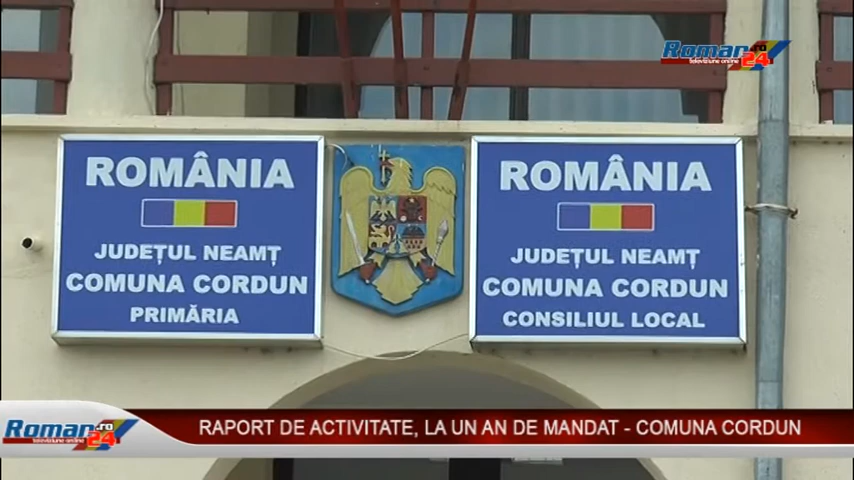 Roman.ro
televiziune online 24
ROMÂNIA
JUDEȚUL NEAMȚ
COMUNA CORDUN
PRIMĂRIA
ROMÂNIA
JUDEȚUL NEAMȚ
COMUNA CORDUN
CONSILIUL LOCAL
Roman.ro
televiziune online 24
RAPORT DE ACTIVITATE, LA UN AN DE MANDAT - COMUNA CORDUN